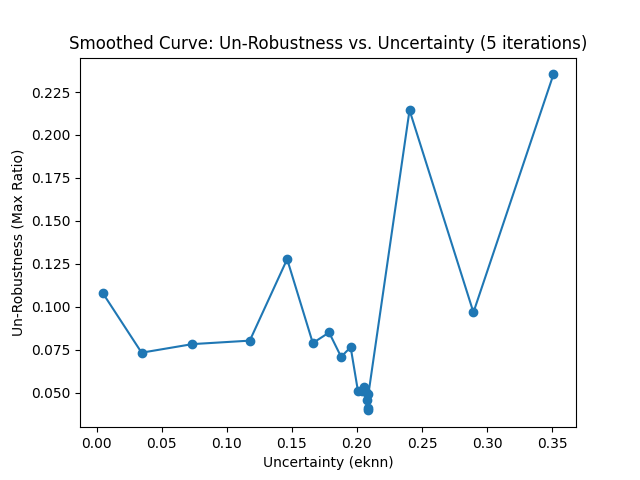 Smoothed Curve: Un-Robustness vs. Uncertainty (5 iterations)
Un-Robustness (Max Ratio)
0.225
0.200
0.175
0.150
0.125
0.100
0.075
0.050
0.00 0.05 0.10 0.15 0.20 0.25 0.30 0.35
Uncertainty (eknn)